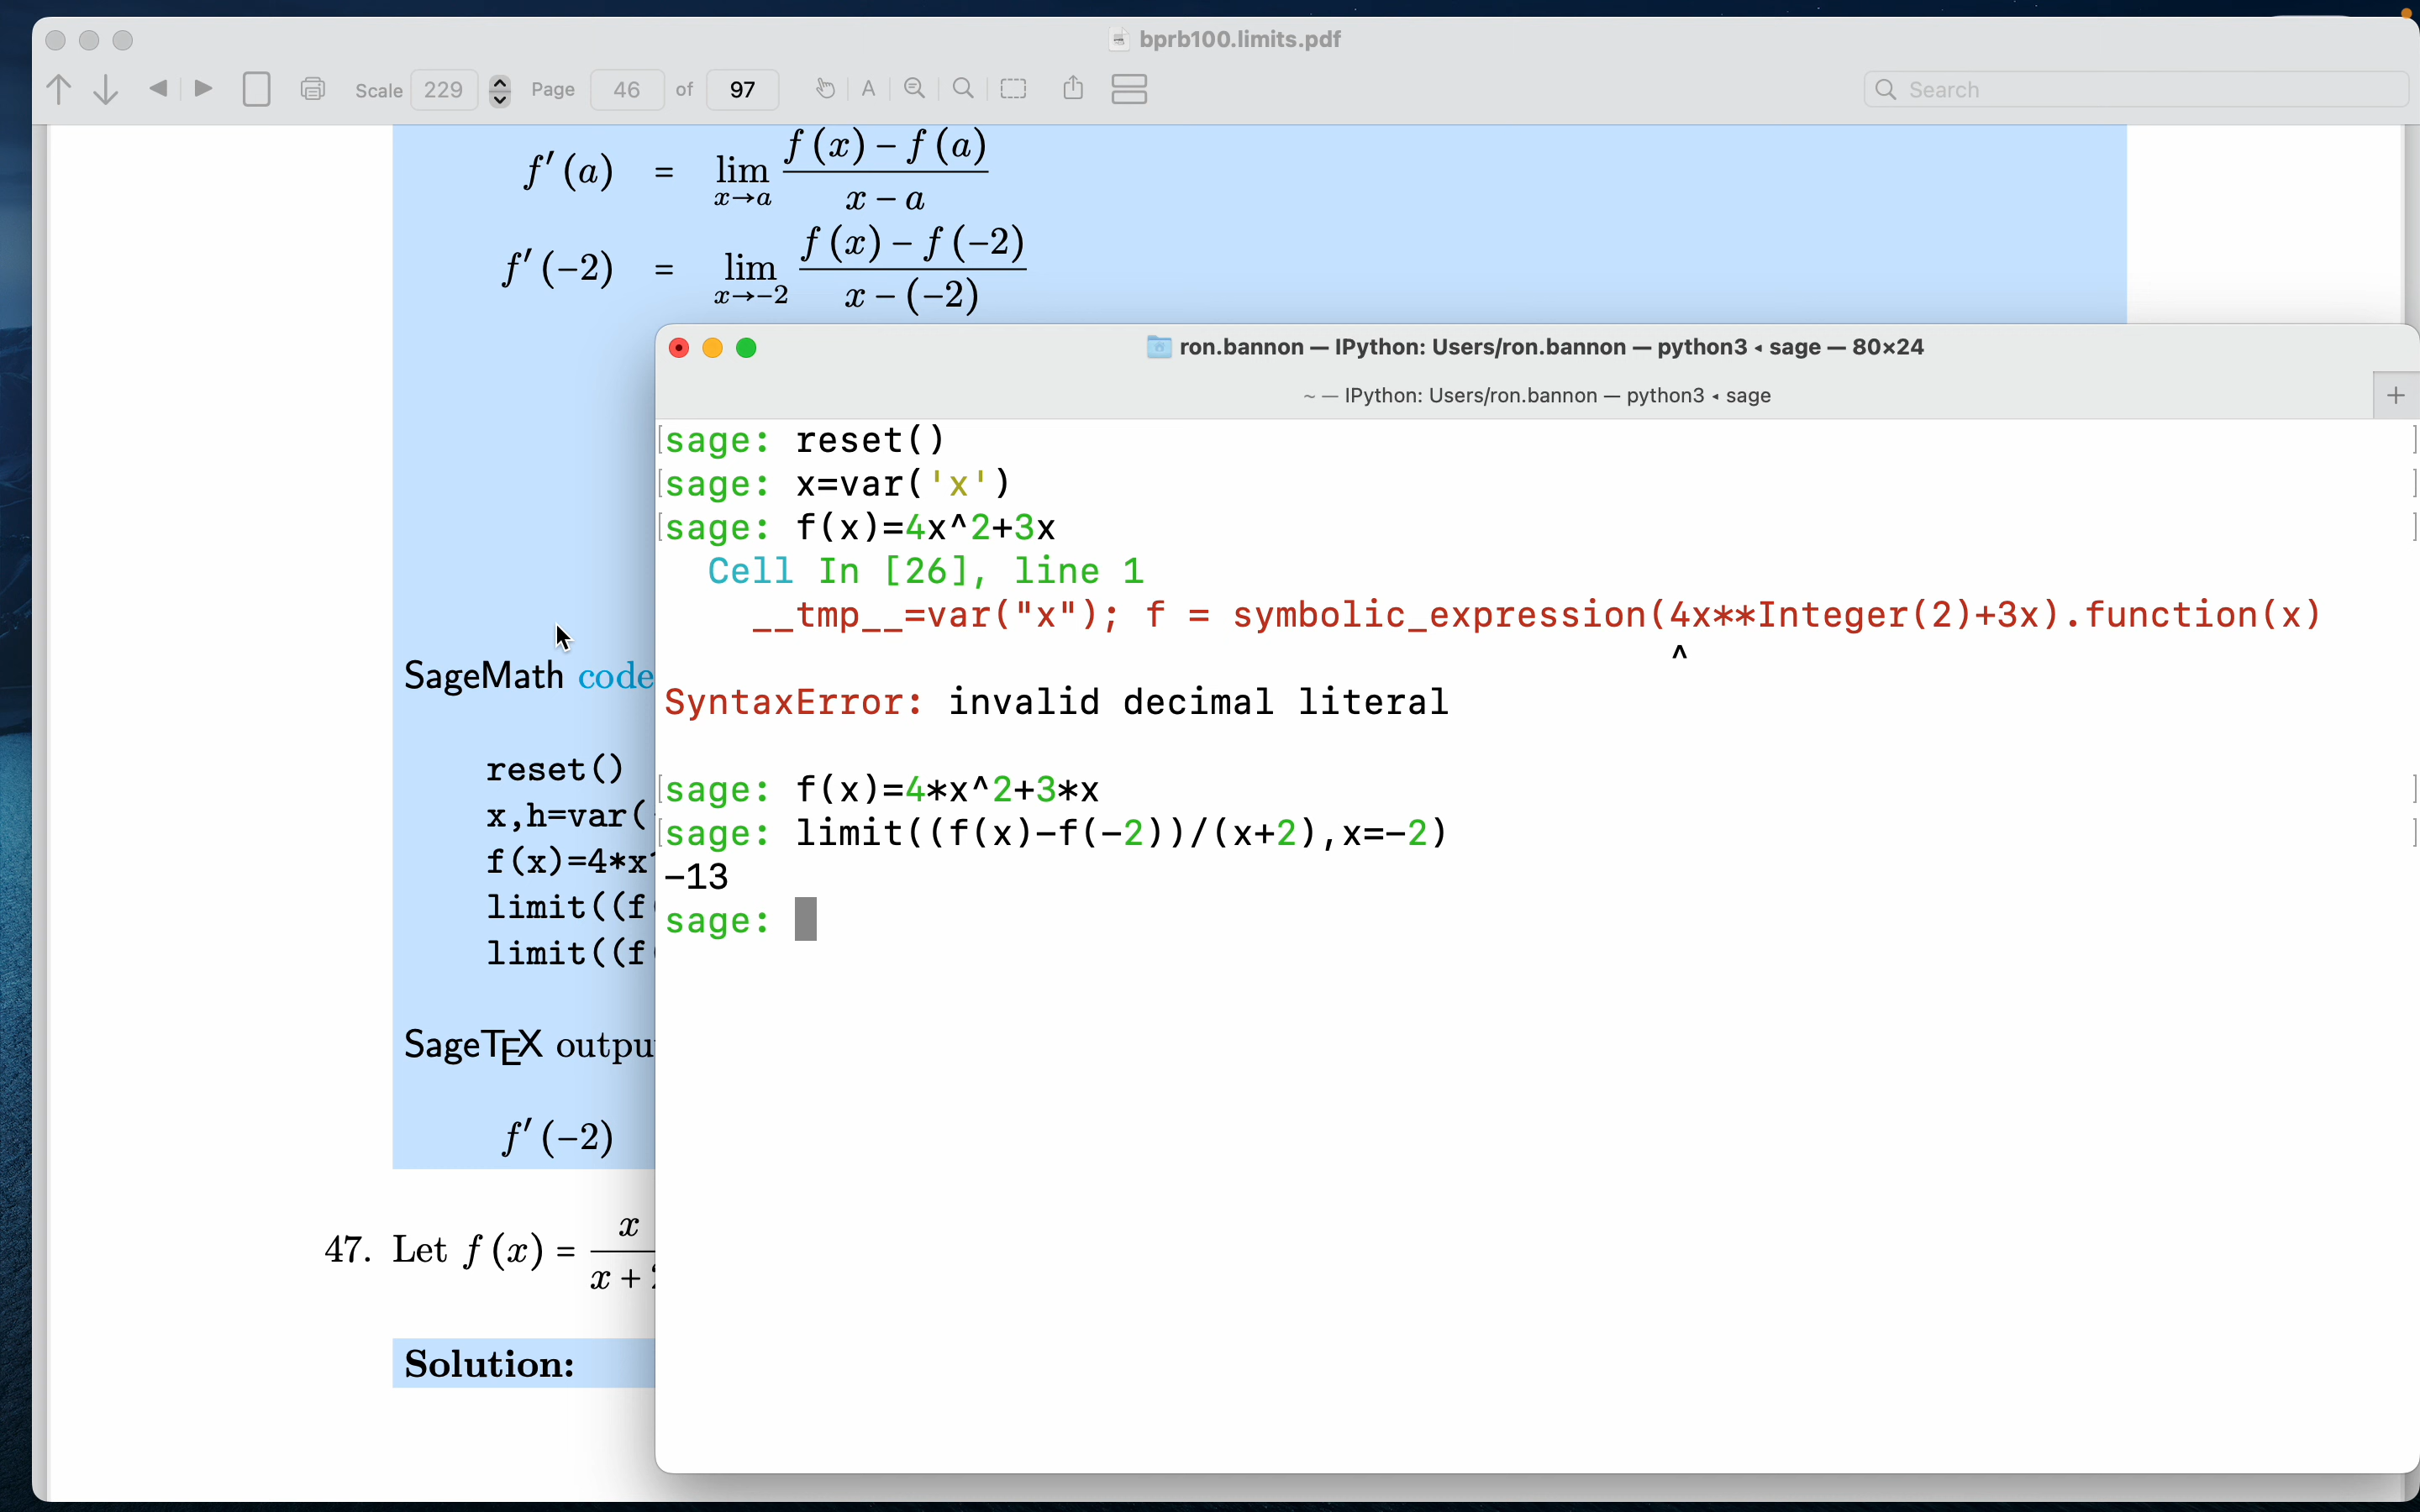 bprb100.limits.pdf
Scale 229 Page 46 of 97 A Search
f′(a) = lim x→a f(x) − f(a) / x − a
f′(−2) = lim x→−2 f(x) − f(−2) / x − (−2)
ron.bannon — IPython: Users/ron.bannon — python3 ◂ sage — 80×24
~ — IPython: Users/ron.bannon — python3 ◂ sage
sage: reset()
sage: x=var('x')
sage: f(x)=4x^2+3x
Cell In [26], line 1
__tmp__=var("x"); f = symbolic_expression(4x**Integer(2)+3x).function(x)
^
SyntaxError: invalid decimal literal
sage: f(x)=4*x^2+3*x
sage: limit((f(x)-f(-2))/(x+2),x=-2)
-13
sage:
SageMath code
reset()
x,h=var(
f(x)=4*x
limit((f
limit((f
SageTEX outpu
f′(−2)
47. Let f(x) = x / x +
Solution: